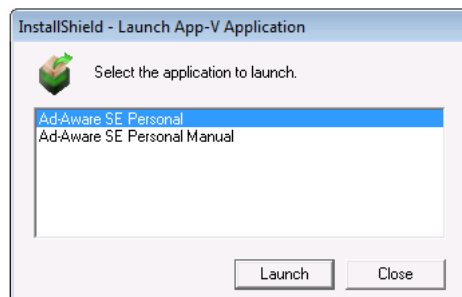 InstallShield - Launch App-V Application
Select the application to launch.
Ad-Aware SE Personal
Ad-Aware SE Personal Manual
Launch Close